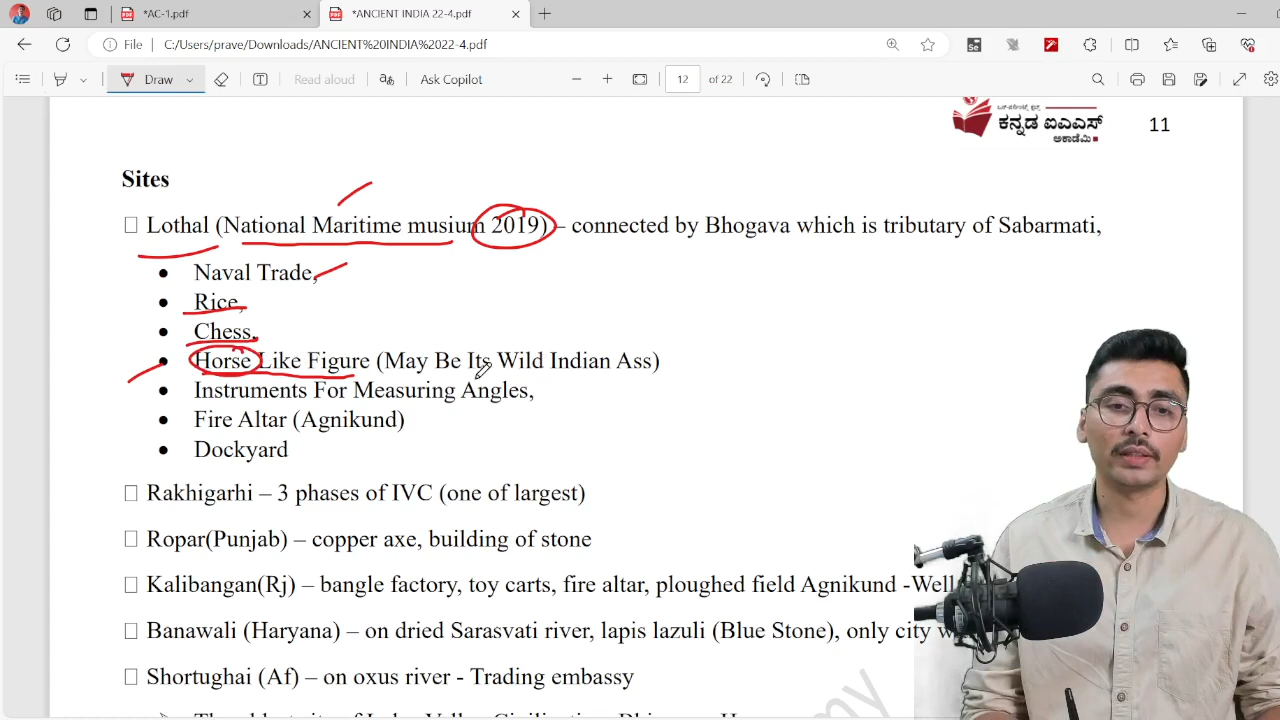 *AC-1.pdf
*ANCIENT INDIA 22-4.pdf
File C:/Users/prave/Downloads/ANCIENT%20INDIA%2022-4.pdf
Se
Draw
Read aloud
Ask Copilot
12 of 22
ಕನ್ನಡ ಐಎಎಸ್
ಅಕಾಡೆಮಿ
11
Sites
Lothal (National Maritime musium 2019) – connected by Bhogava which is tributary of Sabarmati,
• Naval Trade,
• Rice,
• Chess,
• Horse Like Figure (May Be Its Wild Indian Ass)
• Instruments For Measuring Angles,
• Fire Altar (Agnikund)
• Dockyard
Rakhigarhi – 3 phases of IVC (one of largest)
Ropar(Punjab) – copper axe, building of stone
Kalibangan(Rj) – bangle factory, toy carts, fire altar, ploughed field Agnikund -Well
Banawali (Haryana) – on dried Sarasvati river, lapis lazuli (Blue Stone), only city
Shortughai (Af) – on oxus river - Trading embassy